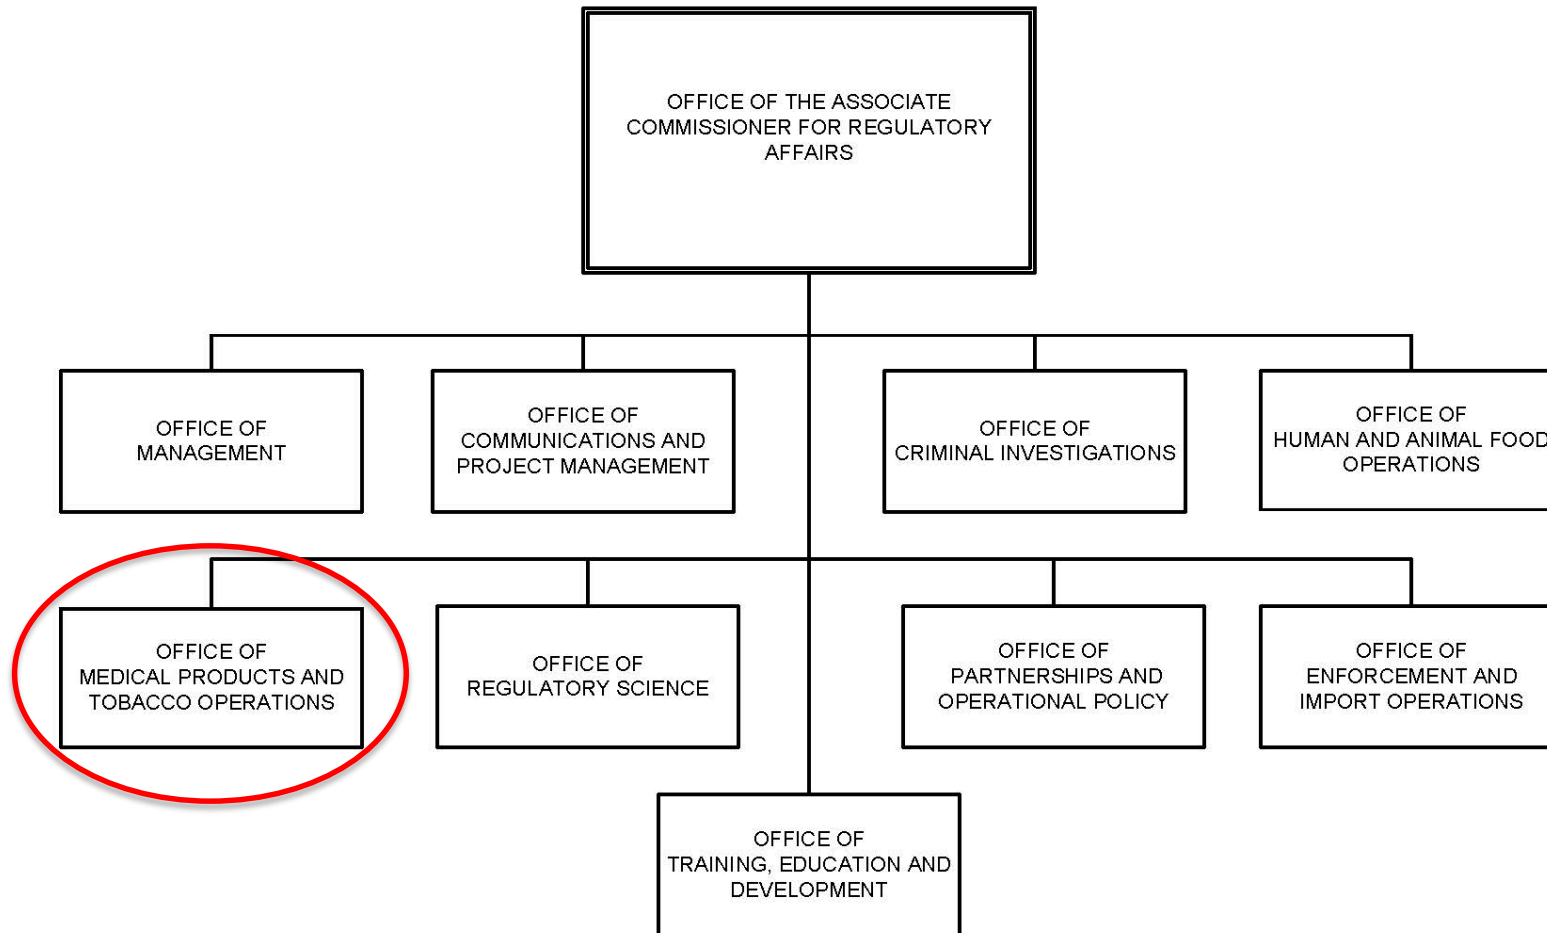 OFFICE OF THE ASSOCIATE
COMMISSIONER FOR REGULATORY
AFFAIRS
OFFICE OF
MANAGEMENT
OFFICE OF
COMMUNICATIONS AND
PROJECT MANAGEMENT
OFFICE OF
CRIMINAL INVESTIGATIONS
OFFICE OF
HUMAN AND ANIMAL FOOD
OPERATIONS
OFFICE OF
MEDICAL PRODUCTS AND
TOBACCO OPERATIONS
OFFICE OF
REGULATORY SCIENCE
OFFICE OF
PARTNERSHIPS AND
OPERATIONAL POLICY
OFFICE OF
ENFORCEMENT AND
IMPORT OPERATIONS
OFFICE OF
TRAINING, EDUCATION AND
DEVELOPMENT